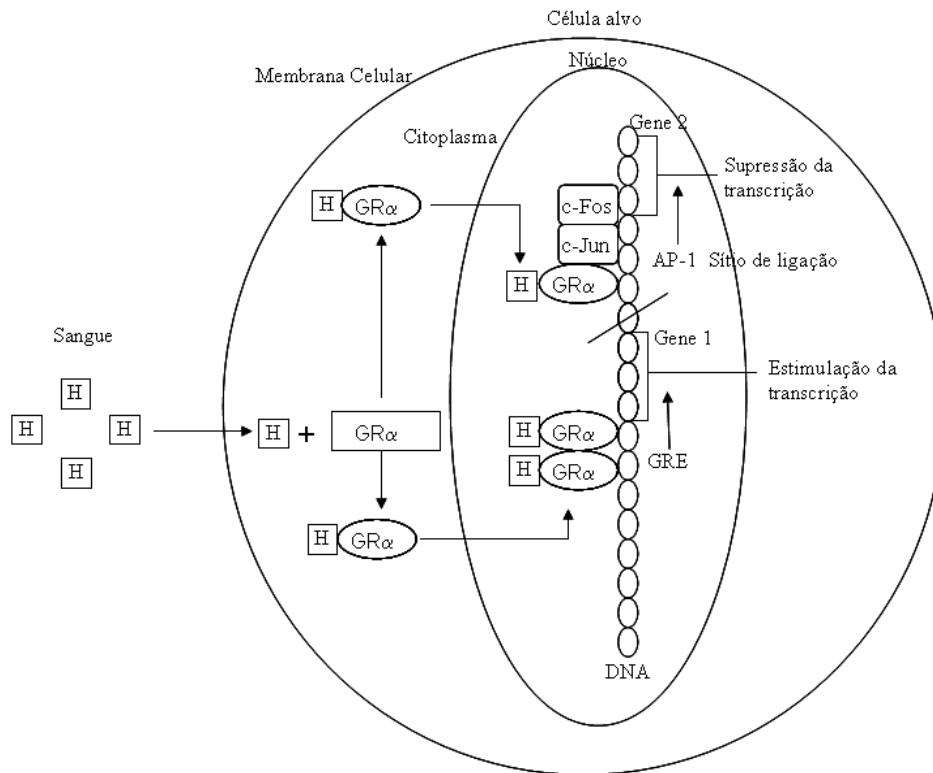 Célula alvo
Núcleo
Membrana Celular
Citoplasma
Gene 2
Supressão da
transcrição
H GRα
c-Fos
c-Jun
AP-1 Sítio de ligação
H GRα
Sangue
Gene 1
Estimulação da
transcrição
H
H H
H
H + GRα
H GRα
H GRα
GRE
H GRα
DNA